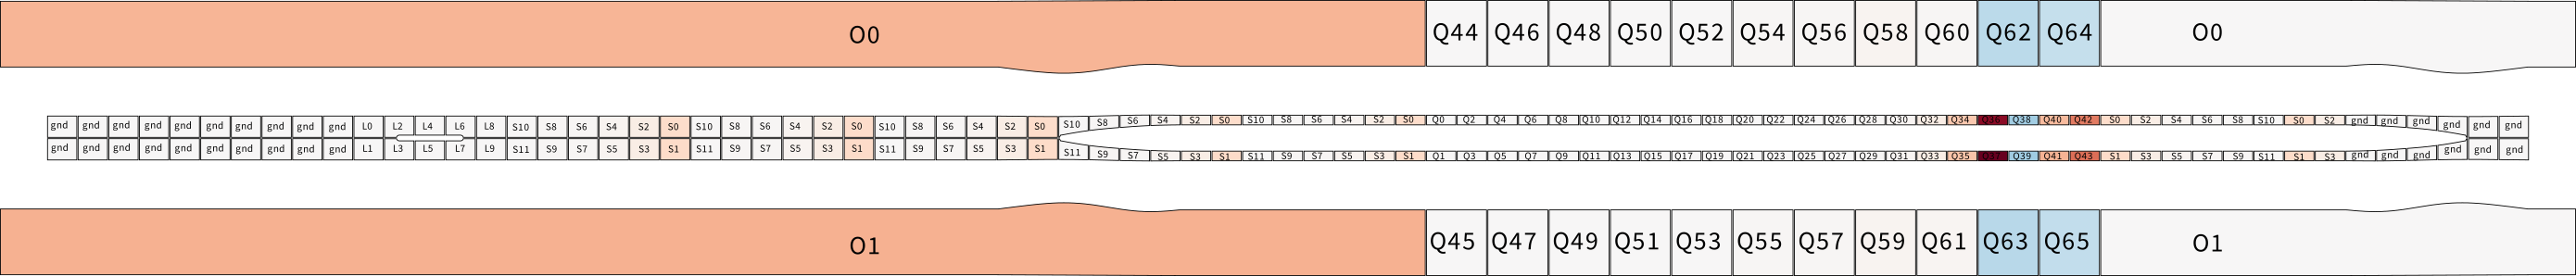 O0 Q44 Q46 Q48 Q50 Q52 Q54 Q56 Q58 Q60 Q62 Q64 O0
gnd gnd gnd gnd gnd gnd gnd gnd gnd gnd L0 L2 L4 L6 L8 S10 S8 S6 S4 S2 S0 S10 S8 S6 S4 S2 S0 S10 S8 S6 S4 S2 S0 S10 S8 S6 S4 S2 S0 S10 S8 S6 S4 S2 S0 Q0 Q2 Q4 Q6 Q8 Q10 Q12 Q14 Q16 Q18 Q20 Q22 Q24 Q26 Q28 Q30 Q32 Q34 Q36 Q38 Q40 Q42 S0 S2 S4 S6 S8 S10 S0 S2 gnd gnd gnd gnd gnd gnd
gnd gnd gnd gnd gnd gnd gnd gnd gnd gnd L1 L3 L5 L7 L9 S11 S9 S7 S5 S3 S1 S11 S9 S7 S5 S3 S1 S11 S9 S7 S5 S3 S1 S11 S9 S7 S5 S3 S1 S11 S9 S7 S5 S3 S1 Q1 Q3 Q5 Q7 Q9 Q11 Q13 Q15 Q17 Q19 Q21 Q23 Q25 Q27 Q29 Q31 Q33 Q35 Q37 Q39 Q41 Q43 S1 S3 S5 S7 S9 S11 S1 S3 gnd gnd gnd gnd gnd gnd
O1 Q45 Q47 Q49 Q51 Q53 Q55 Q57 Q59 Q61 Q63 Q65 O1